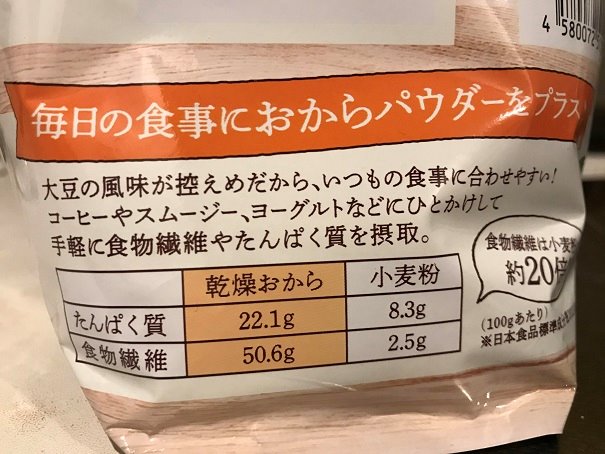 4 58007
毎日の食事におからパウダーをプラス
大豆の風味が控えめだから、いつもの食事に合わせやすい!
コーヒーやスムージー、ヨーグルトなどにひとかけして
手軽に食物繊維やたんぱく質を摂取。
食物繊維は小麦粉
約20倍
乾燥おから 小麦粉
たんぱく質 22.1g 8.3g
食物繊維 50.6g 2.5g
(100gあたり)
※日本食品標準